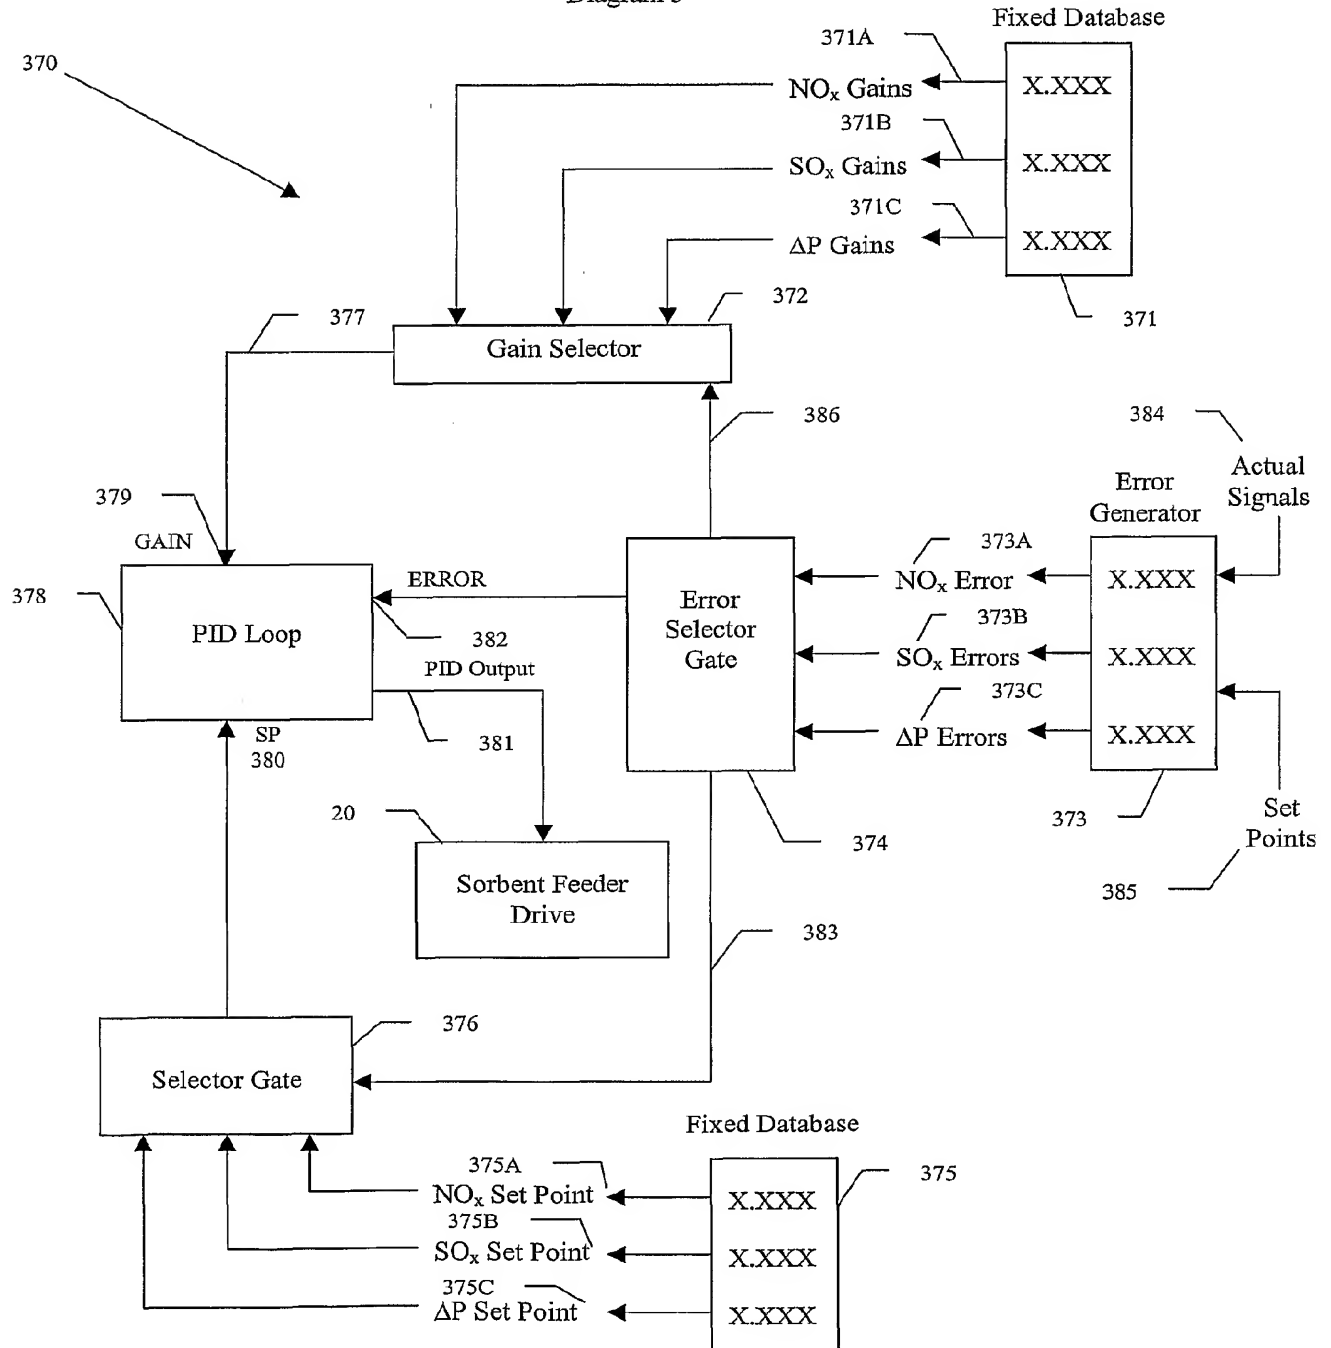 Diagram 3
Fixed Database
370
371A
NOx Gains
X.XXX
371B
SOx Gains
X.XXX
371C
ΔP Gains
X.XXX
372
371
377
Gain Selector
386
384
Actual
Signals
379
GAIN
Error
Generator
373A
NOx Error
X.XXX
ERROR
378
PID Loop
382
Error
Selector
Gate
373B
SOx Errors
X.XXX
PID Output
373C
ΔP Errors
X.XXX
SP
380
381
20
374
373
Set
Points
385
Sorbent Feeder
Drive
383
376
Selector Gate
Fixed Database
375A
NOx Set Point
X.XXX
375
375B
SOx Set Point
X.XXX
375C
ΔP Set Point
X.XXX